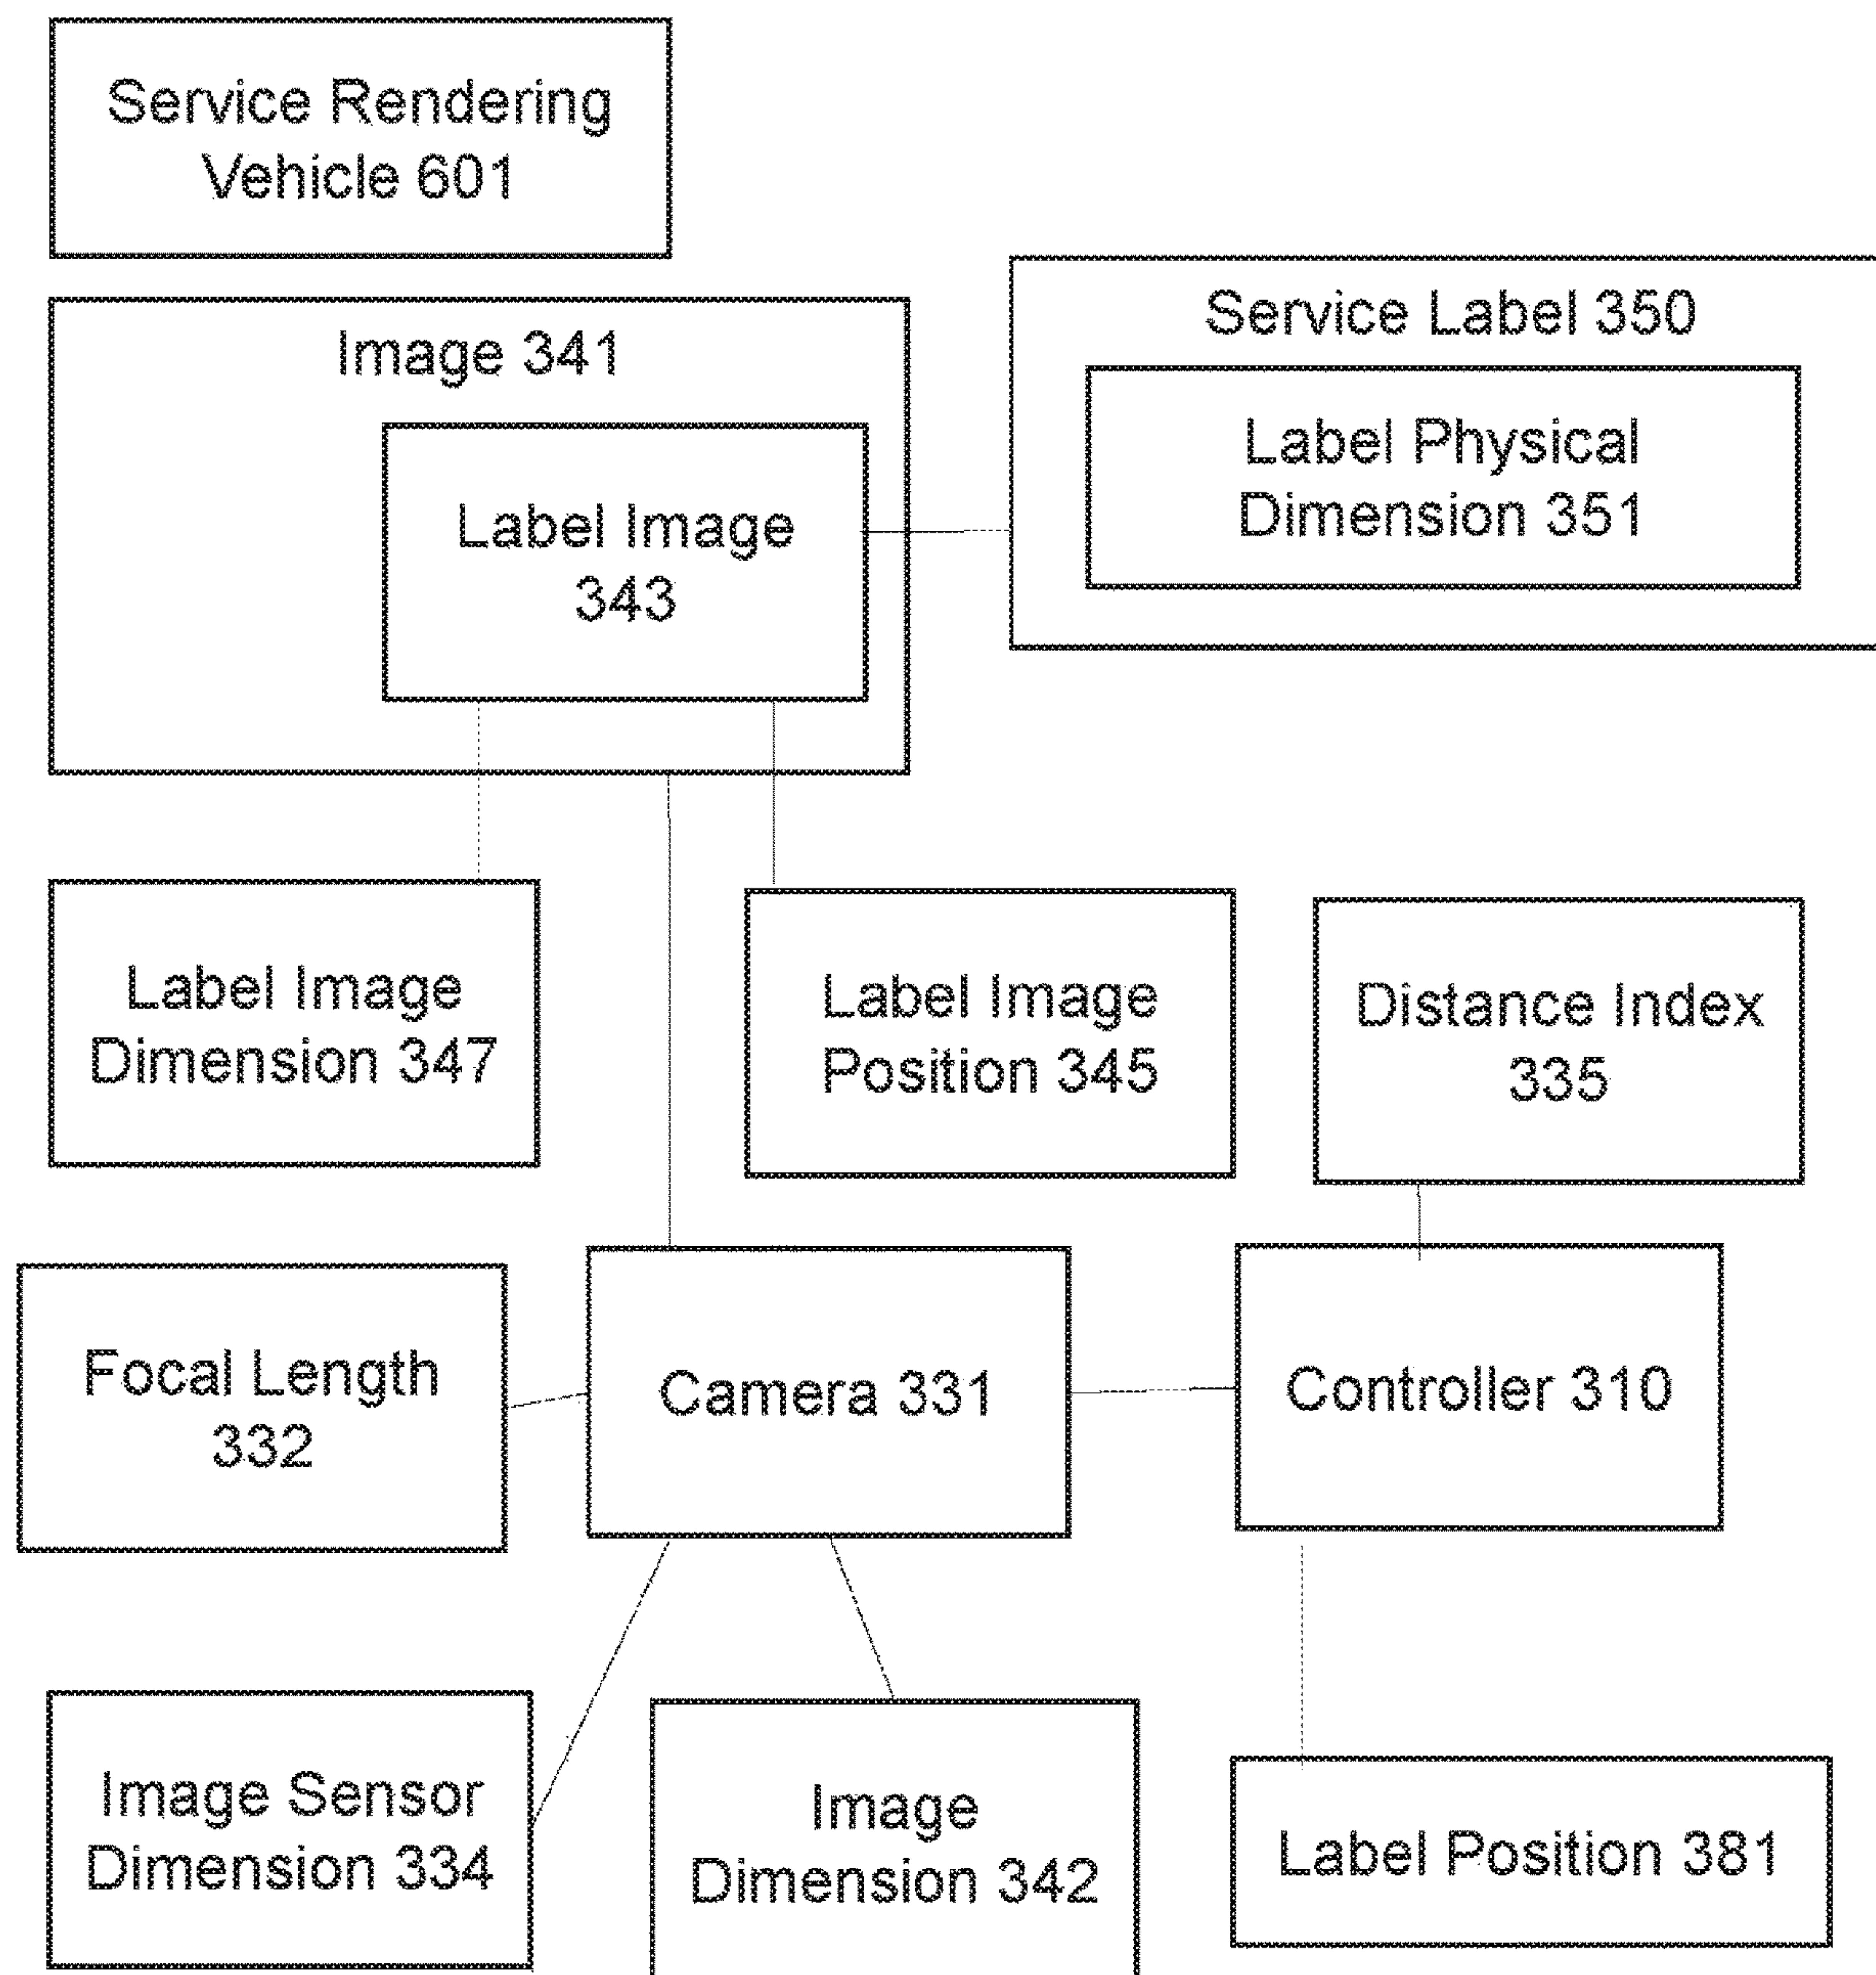 Service Rendering
Vehicle 601
Image 341
Service Label 350
Label Physical
Dimension 351
Label Image
343
Label Image
Dimension 347
Label Image
Position 345
Distance Index
335
Focal Length
332
Camera 331
Controller 310
Image Sensor
Dimension 334
Image
Dimension 342
Label Position 381